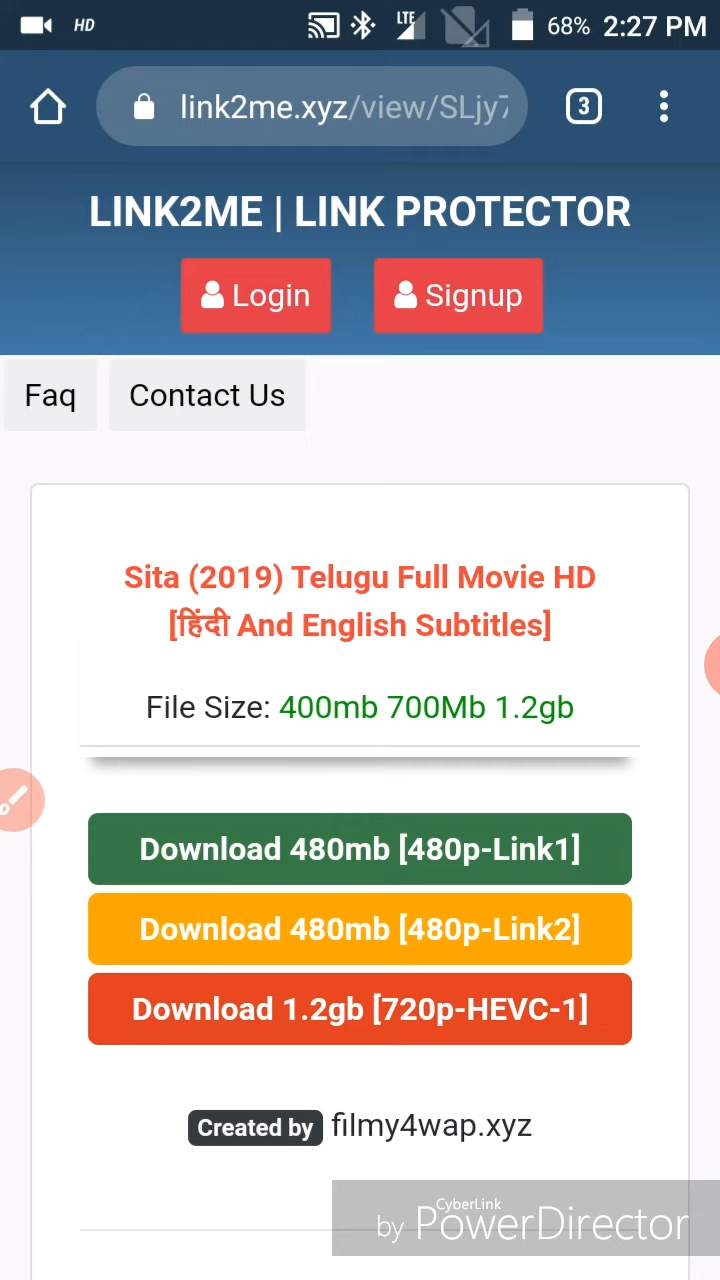 HD LTE 68% 2:27 PM
link2me.xyz/view/SLjy7
3
LINK2ME | LINK PROTECTOR
Login Signup
Faq Contact Us
Sita (2019) Telugu Full Movie HD
[हिंदी And English Subtitles]
File Size: 400mb 700Mb 1.2gb
Download 480mb [480p-Link1]
Download 480mb [480p-Link2]
Download 1.2gb [720p-HEVC-1]
Created by filmy4wap.xyz
CyberLink
by PowerDirector